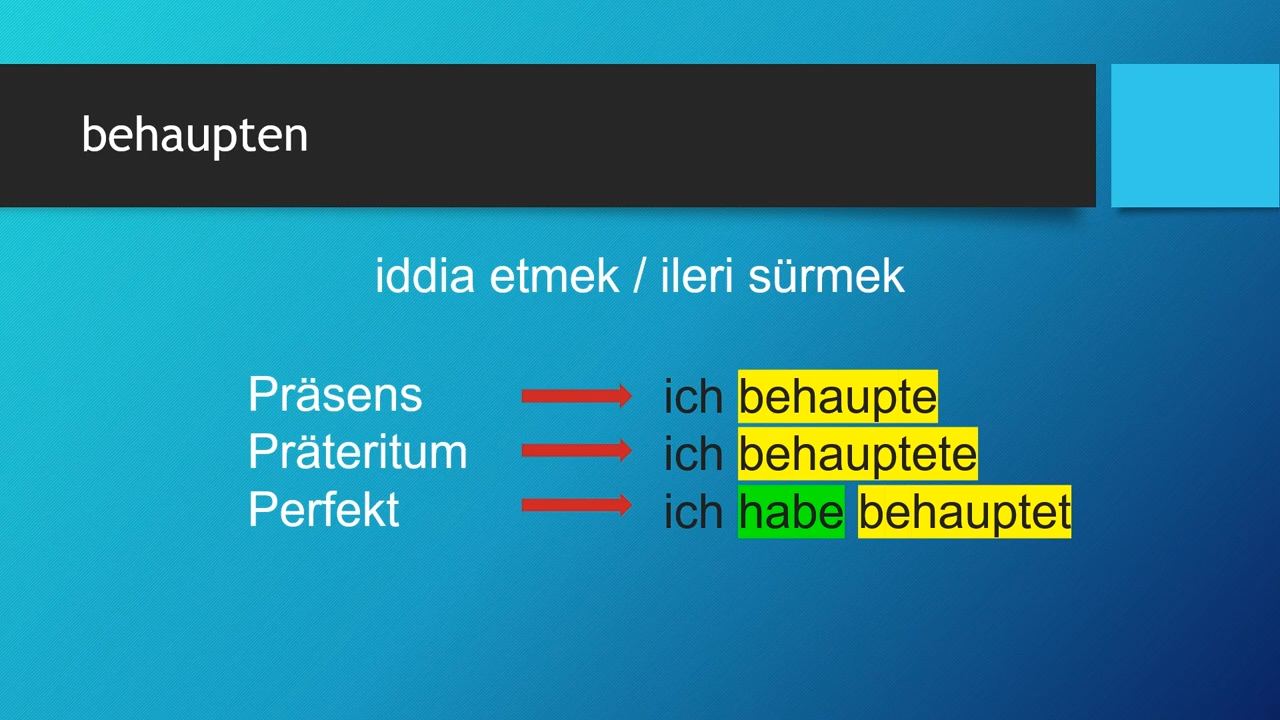 behaupten
iddia etmek / ileri sürmek
Präsens ich behaupte
Präteritum ich behauptete
Perfekt ich habe behauptet